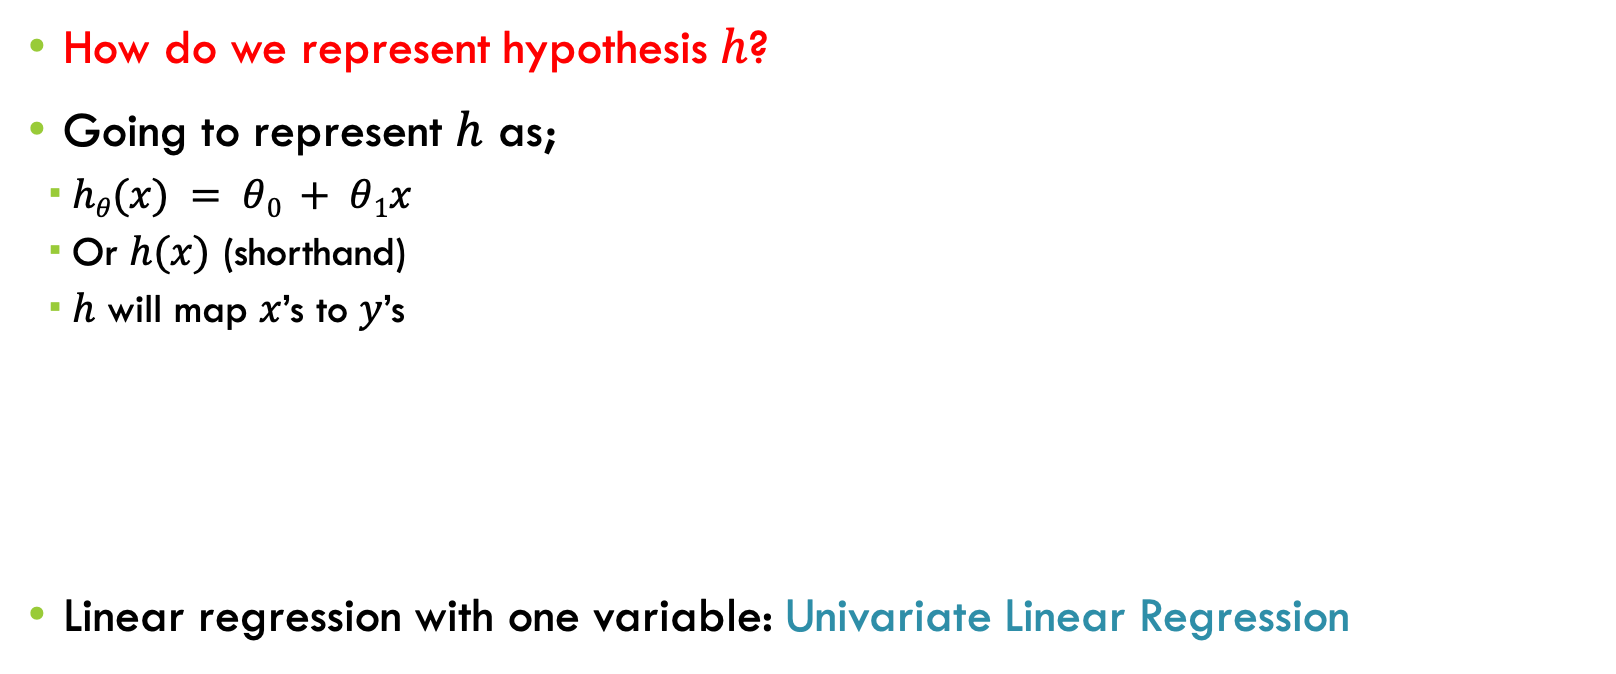 • How do we represent hypothesis ℎ?
• Going to represent ℎ as;
▪ ℎ_θ(𝑥) = θ₀ + θ₁𝑥
▪ Or ℎ(𝑥) (shorthand)
▪ ℎ will map 𝑥’s to 𝑦’s
• Linear regression with one variable: Univariate Linear Regression